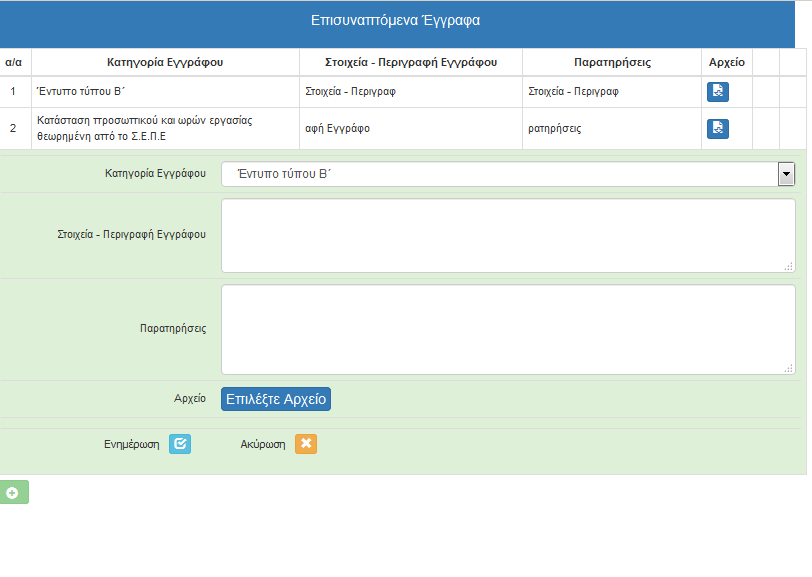 Επισυναπτόμενα Έγγραφα
α/α Κατηγορία Εγγράφου Στοιχεία - Περιγραφή Εγγράφου Παρατηρήσεις Αρχείο
1 Έντυπο τύπου Β΄ Στοιχεία - Περιγραφ Στοιχεία - Περιγραφ
2 Κατάσταση προσωπικού και ωρών εργασίας
θεωρημένη από το Σ.Ε.Π.Ε αφή Εγγράφο ρατηρήσεις
Κατηγορία Εγγράφου Έντυπο τύπου Β΄
Στοιχεία - Περιγραφή Εγγράφου
Παρατηρήσεις
Αρχείο Επιλέξτε Αρχείο
Ενημέρωση Ακύρωση